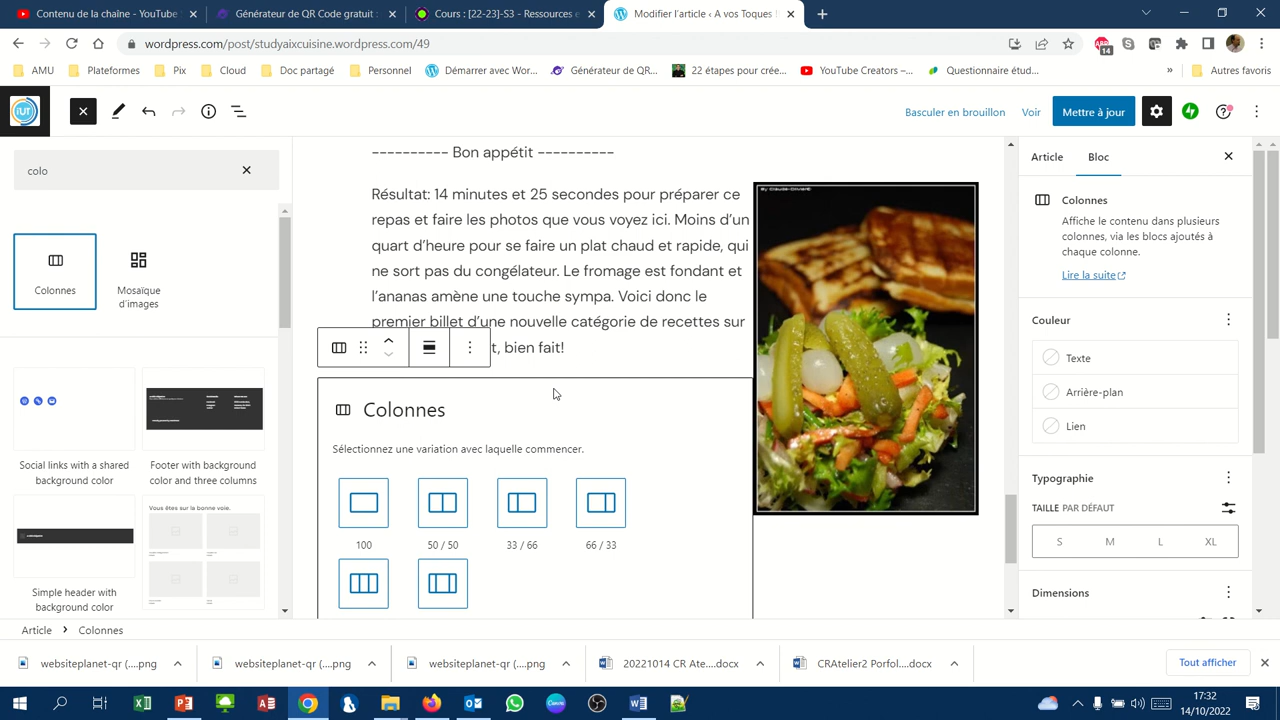 Générateur de QR Code gratuit :
Cours : [22-23]-S3 - Ressources e
Modifier l'article ‹ A vos Toques !
wordpress.com/post/studyaixcuisine.wordpress.com/49
14
AMU
Plateformes
Pix
Cloud
Doc partagé
Personnel
Démarrer avec Wor...
Générateur de QR...
22 étapes pour crée...
YouTube Creators –...
Questionnaire étud...
»
Autres favoris
iUT
Basculer en brouillon
Voir
Mettre à jour
colo
Colonnes
Mosaïque
d'images
Social links with a shared
background color
Footer with background
color and three columns
Vous êtes sur la bonne voie.
Simple header with
background color
---------- Bon appétit ----------
Résultat: 14 minutes et 25 secondes pour préparer ce
repas et faire les photos que vous voyez ici. Moins d'un
quart d'heure pour se faire un plat chaud et rapide, qui
ne sort pas du congélateur. Le fromage est fondant et
l'ananas amène une touche sympa. Voici donc le
premier billet d'une nouvelle catégorie de recettes sur
t, bien fait!
By Claude-Olivier©
Colonnes
Sélectionnez une variation avec laquelle commencer.
100
50 / 50
33 / 66
66 / 33
Article
Bloc
Colonnes
Affiche le contenu dans plusieurs
colonnes, via les blocs ajoutés à
chaque colonne.
Lire la suite
Couleur
Texte
Arrière-plan
Lien
Typographie
TAILLE PAR DÉFAUT
S M L XL
Dimensions
Article
Colonnes
websiteplanet-qr (....png
websiteplanet-qr (....png
websiteplanet-qr (....png
20221014 CR Ate....docx
CRAtelier2 Porfol....docx
Tout afficher
17:32
14/10/2022